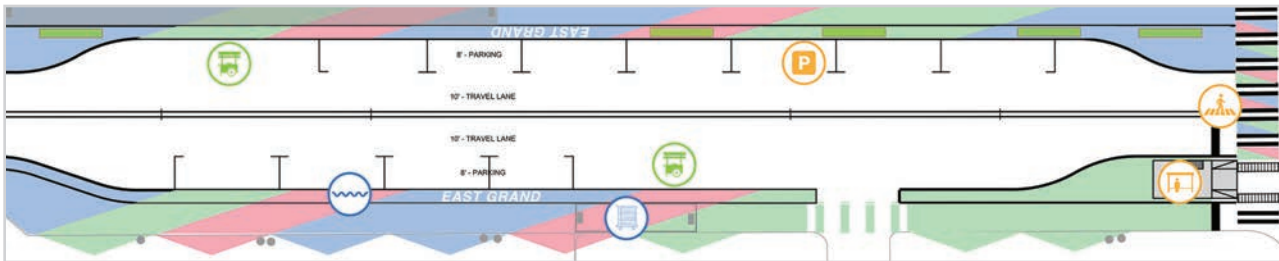 EAST GRAND
8' - PARKING
P
10' - TRAVEL LANE
10' - TRAVEL LANE
8' - PARKING
EAST GRAND